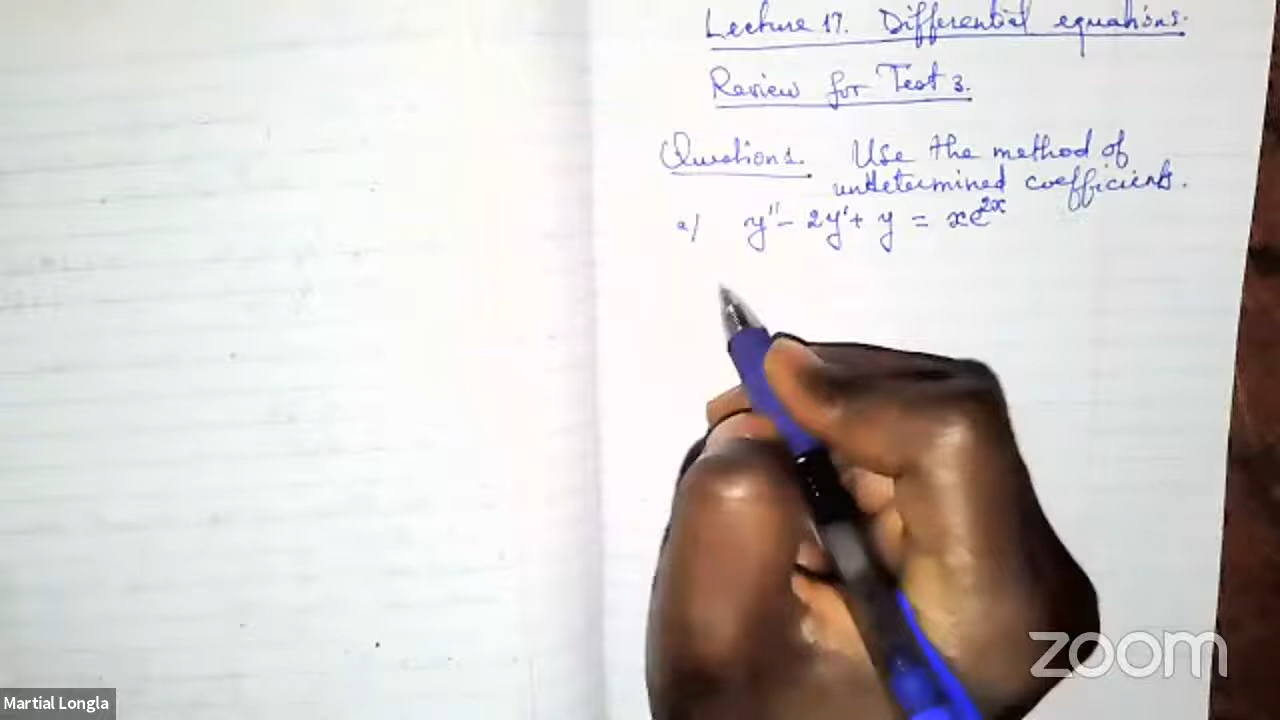 Lecture 17. Differential equations.
Review for Test 3.
Questions. Use the method of
undetermined coefficients.
a/ y'' - 2y' + y = xe^{2x}
zoom
Martial Longla